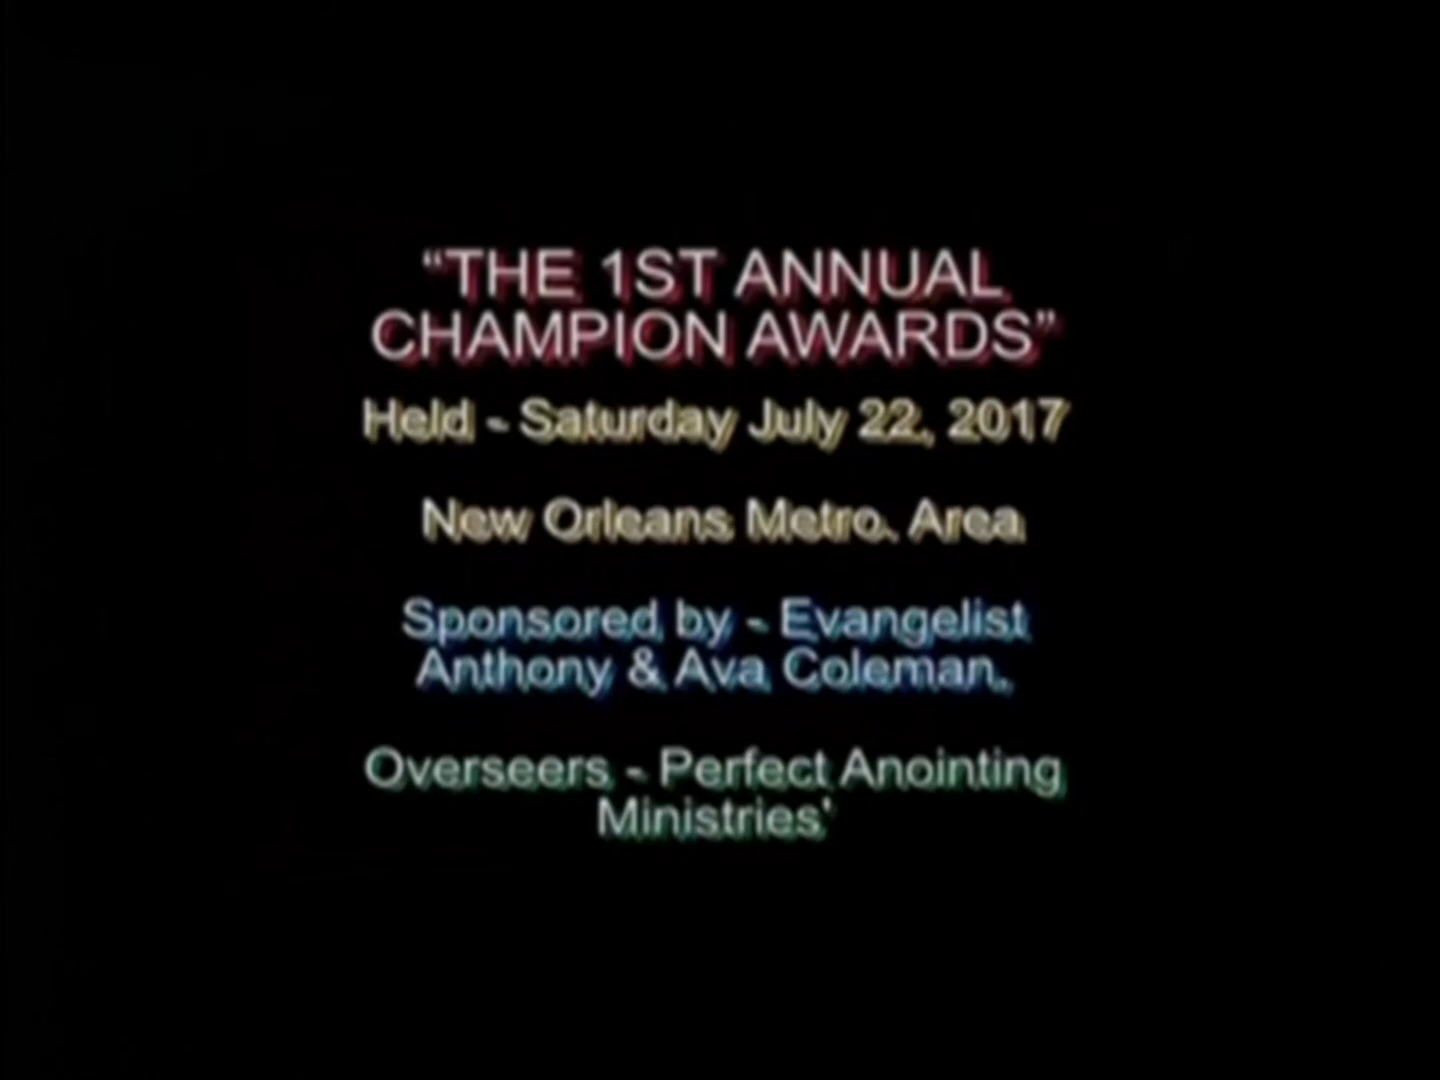 “THE 1ST ANNUAL
CHAMPION AWARDS”
Held - Saturday July 22, 2017
New Orleans Metro. Area
Sponsored by - Evangelist
Anthony & Ava Coleman.
Overseers - Perfect Anointing
Ministries'